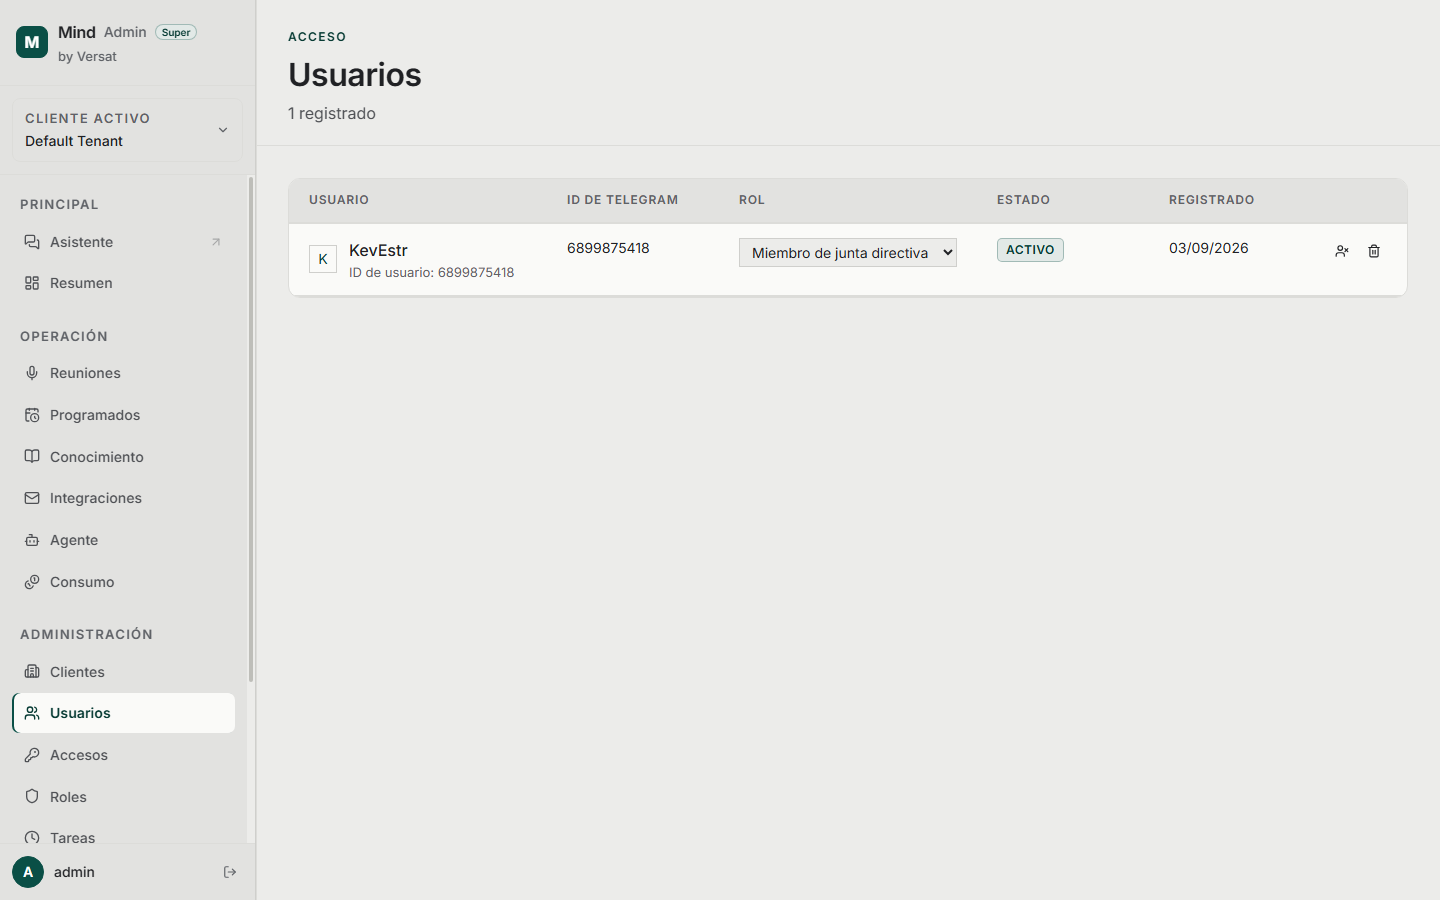 M
Mind Admin Super
by Versat
CLIENTE ACTIVO
Default Tenant
PRINCIPAL
Asistente
Resumen
OPERACIÓN
Reuniones
Programados
Conocimiento
Integraciones
Agente
Consumo
ADMINISTRACIÓN
Clientes
Usuarios
Accesos
Roles
Tareas
A admin
ACCESO
Usuarios
1 registrado
USUARIO ID DE TELEGRAM ROL ESTADO REGISTRADO
K KevEstr 6899875418 Miembro de junta directiva ACTIVO 03/09/2026
ID de usuario: 6899875418